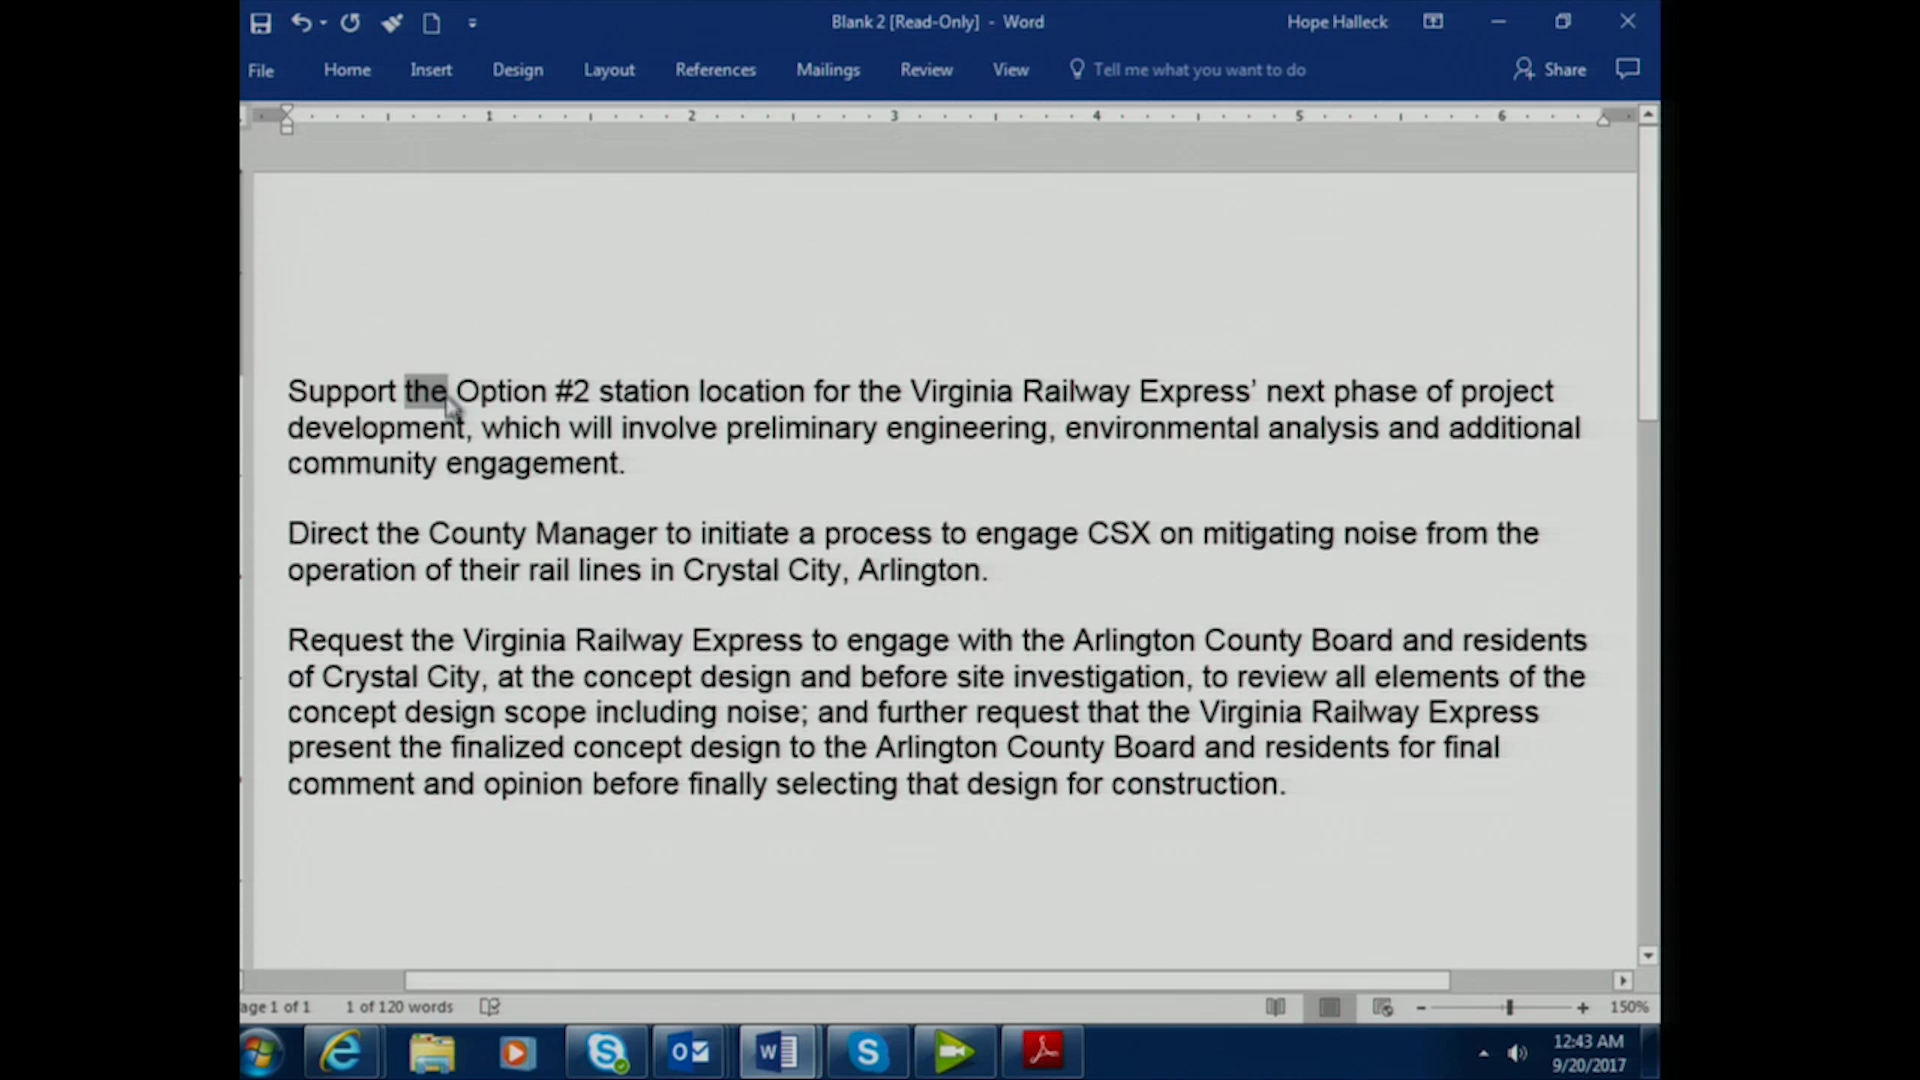 Blank 2 [Read-Only] - Word
Hope Halleck
File Home Insert Design Layout References Mailings Review View Tell me what you want to do Share
1 2 3 4 5 6
Support the Option #2 station location for the Virginia Railway Express’ next phase of project
development, which will involve preliminary engineering, environmental analysis and additional
community engagement.
Direct the County Manager to initiate a process to engage CSX on mitigating noise from the
operation of their rail lines in Crystal City, Arlington.
Request the Virginia Railway Express to engage with the Arlington County Board and residents
of Crystal City, at the concept design and before site investigation, to review all elements of the
concept design scope including noise; and further request that the Virginia Railway Express
present the finalized concept design to the Arlington County Board and residents for final
comment and opinion before finally selecting that design for construction.
age 1 of 1 1 of 120 words 150%
12:43 AM
9/20/2017